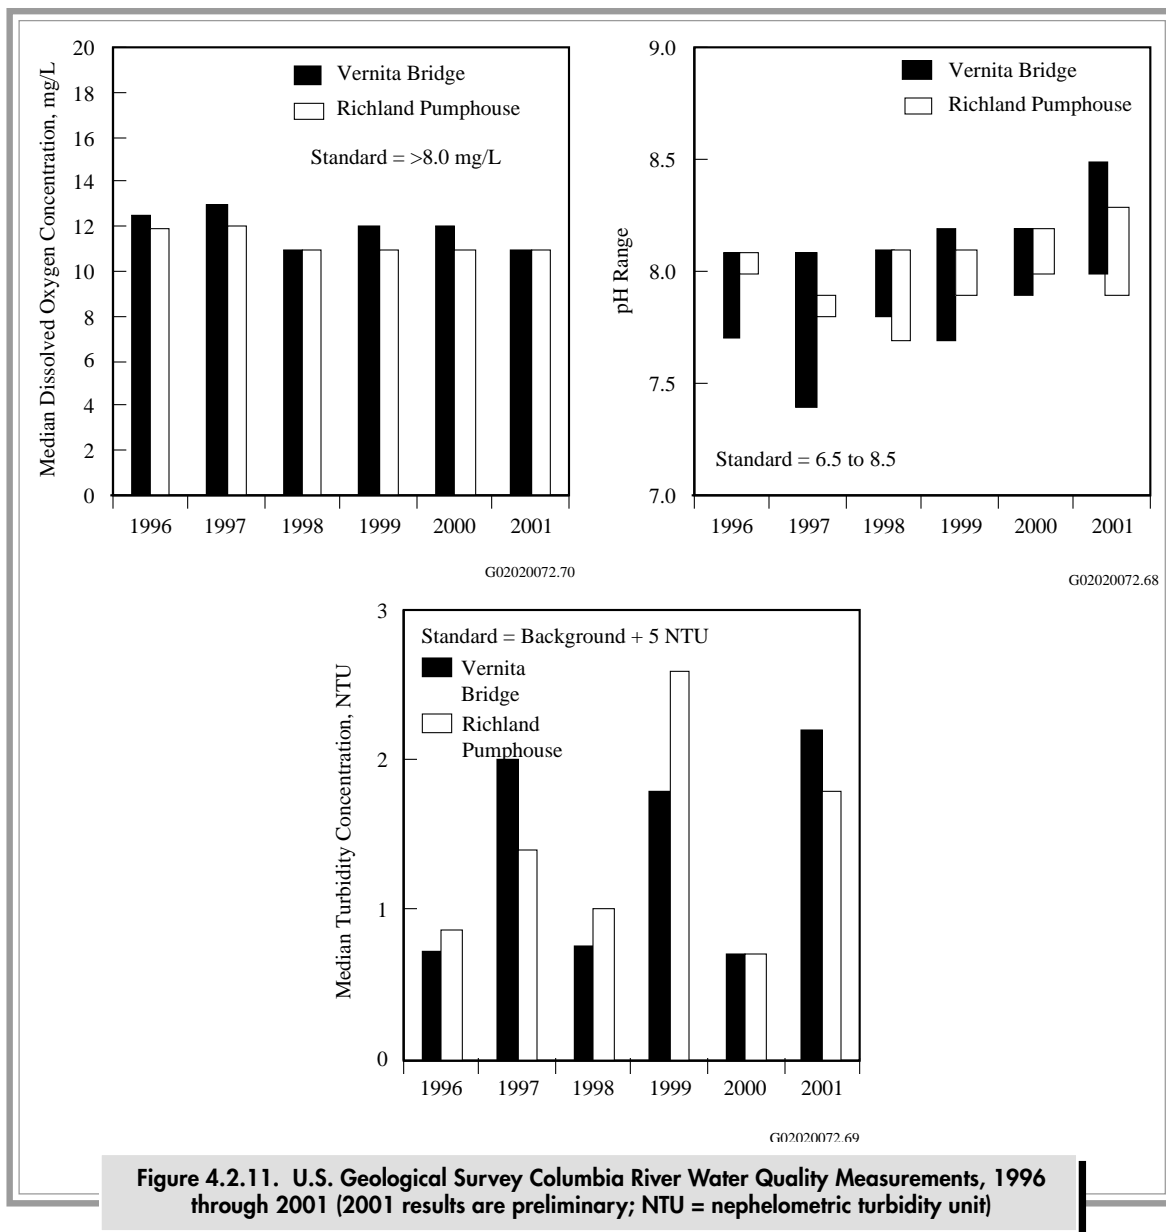 20
18
16
14
12
10
8
6
4
2
0
Median Dissolved Oxygen Concentration, mg/L
Vernita Bridge
Richland Pumphouse
Standard = >8.0 mg/L
1996 1997 1998 1999 2000 2001
G02020072.70
9.0
8.5
8.0
7.5
7.0
pH Range
Vernita Bridge
Richland Pumphouse
Standard = 6.5 to 8.5
1996 1997 1998 1999 2000 2001
G02020072.68
3
2
1
0
Median Turbidity Concentration, NTU
Standard = Background + 5 NTU
Vernita
Bridge
Richland
Pumphouse
1996 1997 1998 1999 2000 2001
G02020072.69
Figure 4.2.11. U.S. Geological Survey Columbia River Water Quality Measurements, 1996
through 2001 (2001 results are preliminary; NTU = nephelometric turbidity unit)